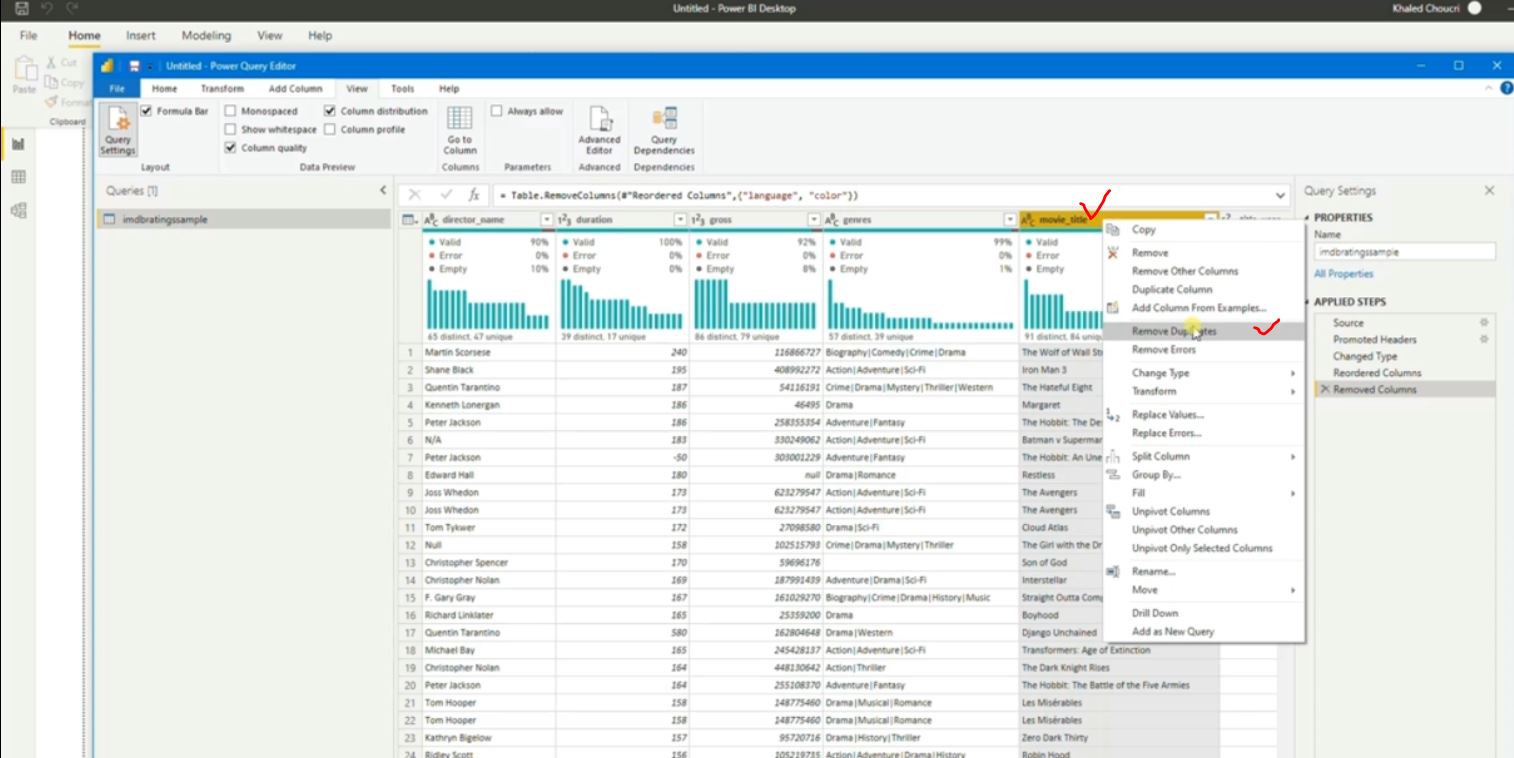 Untitled - Power BI Desktop
Khaled Choucri
File Home Insert Modeling View Help
Paste
Cut
Copy
Format
Clipboard
Untitled - Power Query Editor
File Home Transform Add Column View Tools Help
Query Settings
Formula Bar
Layout
Monospaced
Show whitespace
Column quality
Column distribution
Column profile
Data Preview
Go to Column
Columns
Always allow
Parameters
Advanced Editor
Advanced
Query Dependencies
Dependencies
Queries [1]
imdbratingssample
= Table.RemoveColumns(#"Reordered Columns",{"language", "color"})
director_name duration gross genres movie_title
Valid 90% Valid 100% Valid 92% Valid 99% Valid
Error 0% Error 0% Error 0% Error 0% Error
Empty 10% Empty 0% Empty 8% Empty 1% Empty
65 distinct, 47 unique 39 distinct, 17 unique 86 distinct, 79 unique 57 distinct, 39 unique 91 distinct, 84 uniq
1 Martin Scorsese 240 116866727 Biography|Comedy|Crime|Drama The Wolf of Wall St
2 Shane Black 195 408992272 Action|Adventure|Sci-Fi Iron Man 3
3 Quentin Tarantino 187 54116191 Crime|Drama|Mystery|Thriller|Western The Hateful Eight
4 Kenneth Lonergan 186 46495 Drama Margaret
5 Peter Jackson 186 258355354 Adventure|Fantasy The Hobbit: The De
6 N/A 183 330249062 Action|Adventure|Sci-Fi Batman v Superma
7 Peter Jackson -50 303001229 Adventure|Fantasy The Hobbit: An Une
8 Edward Hall 180 null Drama|Romance Restless
9 Joss Whedon 173 623279547 Action|Adventure|Sci-Fi The Avengers
10 Joss Whedon 173 623279547 Action|Adventure|Sci-Fi The Avengers
11 Tom Tykwer 172 27098580 Drama|Sci-Fi Cloud Atlas
12 Null 158 102515793 Crime|Drama|Mystery|Thriller The Girl with the Dr
13 Christopher Spencer 170 59696176 Son of God
14 Christopher Nolan 169 187991439 Adventure|Drama|Sci-Fi Interstellar
15 F. Gary Gray 167 161029270 Biography|Crime|Drama|History|Music Straight Outta Com
16 Richard Linklater 165 25359200 Drama Boyhood
17 Quentin Tarantino 580 162804648 Drama|Western Django Unchained
18 Michael Bay 165 245428137 Action|Adventure|Sci-Fi Transformers: Age of Extinction
19 Christopher Nolan 164 448130642 Action|Thriller The Dark Knight Rises
20 Peter Jackson 164 255108370 Adventure|Fantasy The Hobbit: The Battle of the Five Armies
21 Tom Hooper 158 148775460 Drama|Musical|Romance Les Misérables
22 Tom Hooper 158 148775460 Drama|Musical|Romance Les Misérables
23 Kathryn Bigelow 157 95720716 Drama|History|Thriller Zero Dark Thirty
24 Ridley Scott 156 105219735 Action|Adventure|Drama|History Robin Hood
Copy
Remove
Remove Other Columns
Duplicate Column
Add Column From Examples...
Remove Duplicates
Remove Errors
Change Type
Transform
Replace Values...
Replace Errors...
Split Column
Group By...
Fill
Unpivot Columns
Unpivot Other Columns
Unpivot Only Selected Columns
Rename...
Move
Drill Down
Add as New Query
Query Settings
PROPERTIES
Name
imdbratingssample
All Properties
APPLIED STEPS
Source
Promoted Headers
Changed Type
Reordered Columns
Removed Columns